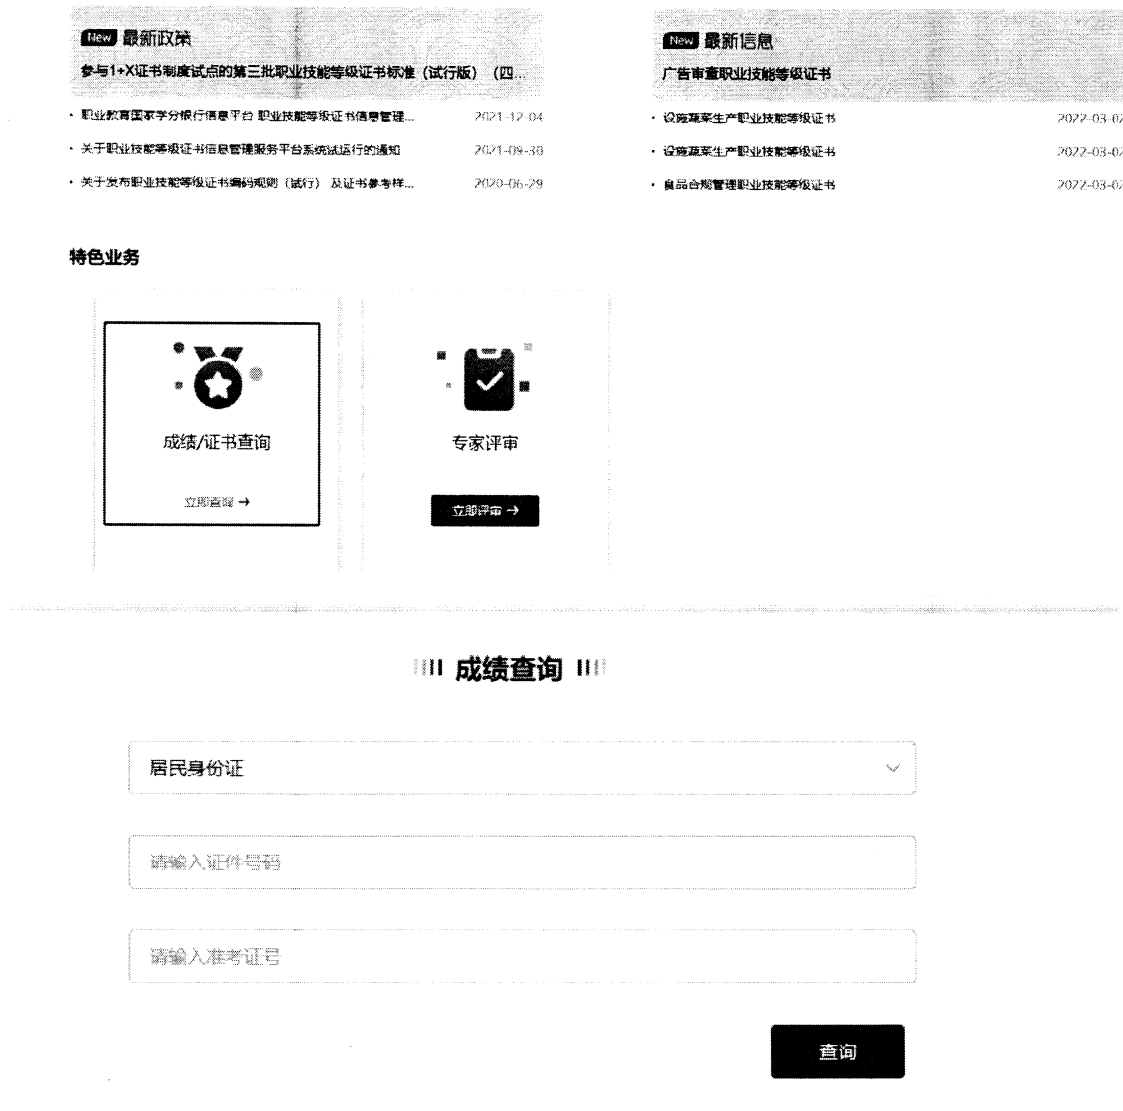 New 最新政策
参与1+X证书制度试点的第三批职业技能等级证书标准（试行版）（四...
· 职业教育国家学分银行信息平台 职业技能等级证书信息管理... 2021-12-04
· 关于职业技能等级证书信息管理服务平台系统试运行的通知 2021-09-30
· 关于发布职业技能等级证书编码规则（试行） 及证书参考样... 2020-06-29
New 最新信息
广告审查职业技能等级证书
· 设施蔬菜生产职业技能等级证书 2022-03-02
· 设施蔬菜生产职业技能等级证书 2022-03-02
· 食品合规管理职业技能等级证书 2022-03-02
特色业务
成绩/证书查询
立即查询 →
专家评审
立即评审 →
成绩查询
居民身份证
请输入证件号码
请输入准考证号
查询